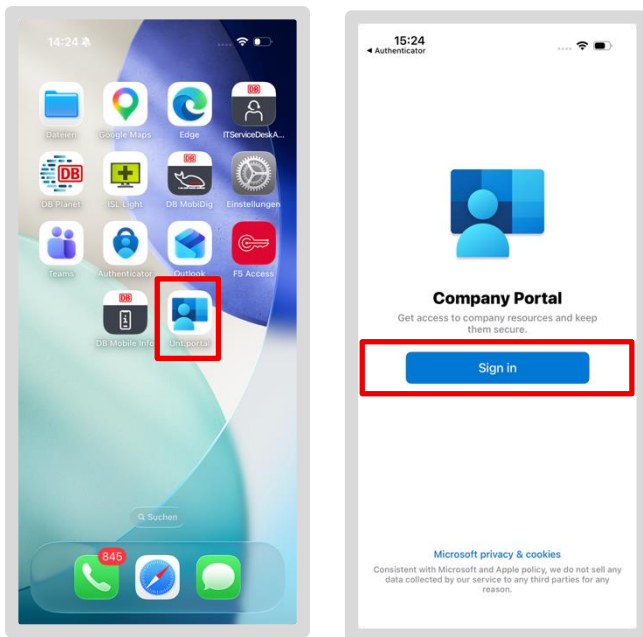 14:24
Dateien
Google Maps
Edge
DB
ITServiceDeskA...
DB
DB Planet
ISL Light
DB
DB MobiDig
Einstellungen
Teams
Authenticator
Outlook
F5 Access
DB
DB Mobile Info
Unt portal
Suchen
845
15:24
Authenticator
Company Portal
Get access to company resources and keep
them secure.
Sign in
Microsoft privacy & cookies
Consistent with Microsoft and Apple policy, we do not sell any
data collected by our service to any third parties for any
reason.